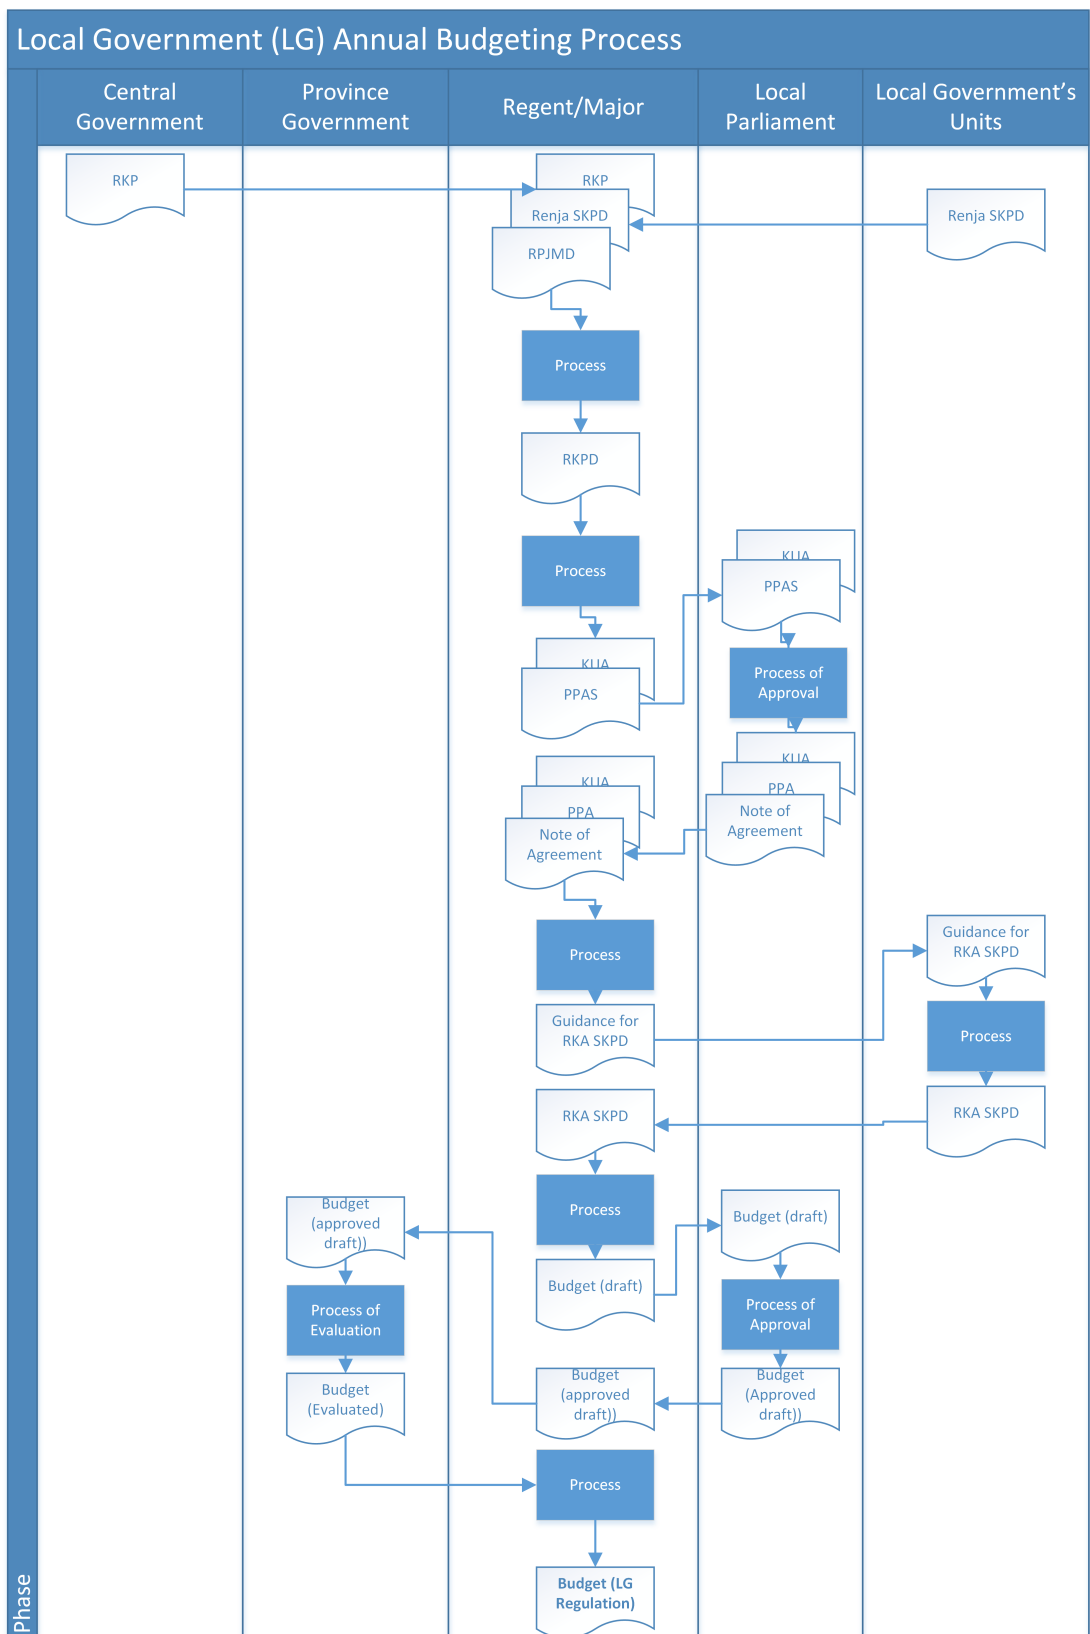 Local Government (LG) Annual Budgeting Process
Central
Government
Province
Government
Regent/Major
Local
Parliament
Local Government's
Units
RKP
RKP
Renja SKPD
Renja SKPD
RPJMD
Process
RKPD
Process
KUA
PPAS
KUA
PPAS
Process of
Approval
KUA
PPA
Note of
Agreement
KUA
PPA
Note of
Agreement
Process
Guidance for
RKA SKPD
Guidance for
RKA SKPD
Process
RKA SKPD
RKA SKPD
Process
Budget (draft)
Budget (draft)
Process of
Approval
Budget
(Approved
draft))
Budget
(approved
draft))
Budget
(approved
draft))
Process of
Evaluation
Budget
(Evaluated)
Process
Budget (LG
Regulation)
Phase